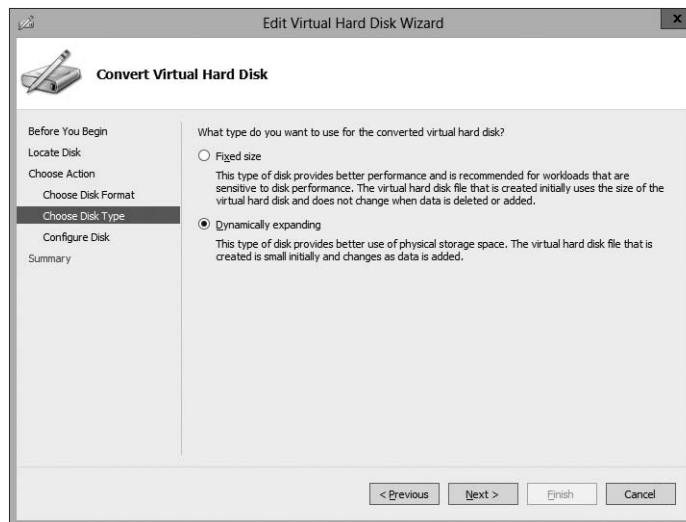 Edit Virtual Hard Disk Wizard
x
Convert Virtual Hard Disk
Before You Begin
Locate Disk
Choose Action
Choose Disk Format
Choose Disk Type
Configure Disk
Summary
What type do you want to use for the converted virtual hard disk?
Fixed size
This type of disk provides better performance and is recommended for workloads that are
sensitive to disk performance. The virtual hard disk file that is created initially uses the size of the
virtual hard disk and does not change when data is deleted or added.
Dynamically expanding
This type of disk provides better use of physical storage space. The virtual hard disk file that is
created is small initially and changes as data is added.
< Previous
Next >
Finish
Cancel